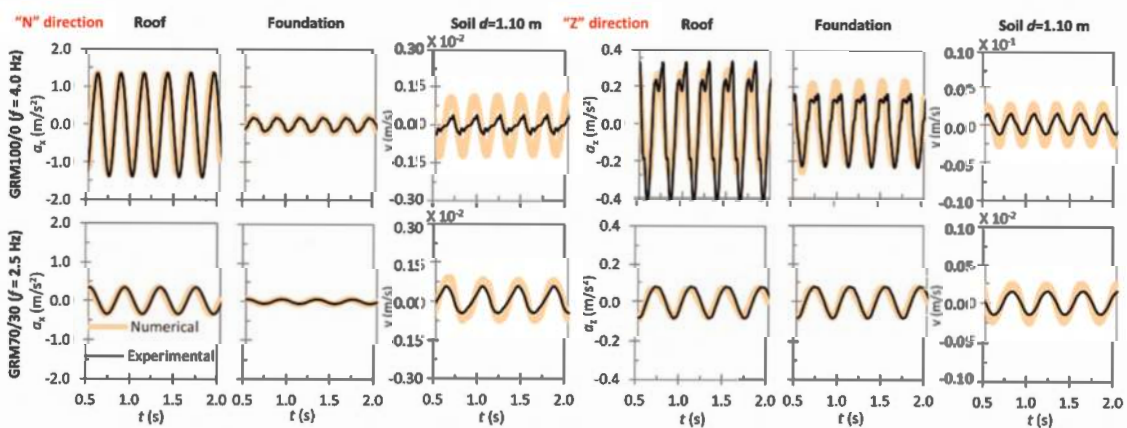 "N" direction Roof Foundation Soil d=1.10 m "Z" direction Roof Foundation Soil d=1.10 m
X 10⁻² X 10⁻¹
GRM100/0 (f = 4.0 Hz)
aₓ (m/s²)
2.0
1.0
0.0
-1.0
-2.0
v (m/s)
0.30
0.15
0.00
-0.15
-0.30
a_z (m/s²)
0.4
0.2
0.0
-0.2
-0.4
v (m/s)
0.10
0.05
0.00
-0.05
-0.10
X 10⁻² X 10⁻²
GRM70/30 (f = 2.5 Hz)
aₓ (m/s²)
2.0
1.0
0.0
-1.0
2.0
Numerical
Experimental
v (m/s)
0.30
0.15
0.00
-0.15
-0.30
a_z (m/s²)
0.4
0.2
0.0
-0.2
-0.4
v (m/s)
0.10
0.05
0.00
-0.05
-0.10
0.5 1.0 1.5 2.0 0.5 1.0 1.5 2.0 0.5 1.0 1.5 2.0 0.5 1.0 1.5 2.0 0.5 1.0 1.5 2.0 0.5 1.0 1.5 2.0
t (s) t (s) t (s) t (s) t (s) t (s)